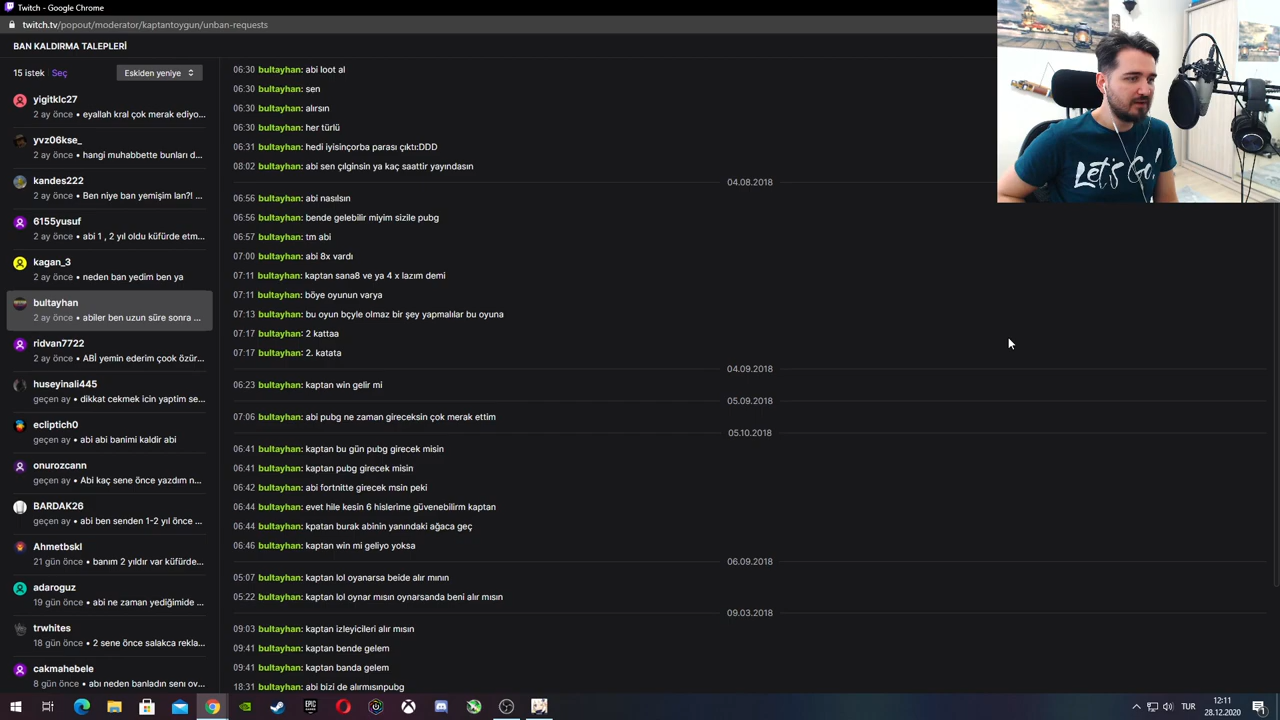 Twitch - Google Chrome
twitch.tv/popout/moderator/kaptantoygun/unban-requests
BAN KALDIRMA TALEPLERİ
15 istek Seç Eskiden yeniye
yigitklc27
2 ay önce • eyallah kral çok merak ediyo...
yvz06kse_
2 ay önce • hangi muhabbette bunları d...
kandes222
2 ay önce • Ben niye ban yemişim lan?! ...
6155yusuf
2 ay önce • abi 1 , 2 yıl oldu küfürde etm...
kagan_3
2 ay önce • neden ban yedim ben ya
bultayhan
2 ay önce • abiler ben uzun süre sonra ...
ridvan7722
2 ay önce • ABİ yemin ederim çook özür...
huseyinali445
geçen ay • dikkat cekmek icin yaptim se...
ecliptich0
geçen ay • abi abi banimi kaldir abi
onurozcann
geçen ay • Abi kaç sene önce yazdım n...
BARDAK26
geçen ay • abi ben senden 1-2 yıl önce ...
Ahmetbskl
21 gün önce • banım 2 yıldır var küfürde...
adaroguz
19 gün önce • abi ne zaman yediğimide ...
trwhites
18 gün önce • 2 sene önce salakca rekla...
cakmahebele
8 gün önce • abı neden banladın senı ov...
06:30 bultayhan: abi loot al
06:30 bultayhan: sen
06:30 bultayhan: alırsın
06:30 bultayhan: her türlü
06:31 bultayhan: hedi iyisinçorba parası çıktı:DDD
08:02 bultayhan: abi sen çılginsin ya kaç saattir yayındasın
04.08.2018
06:56 bultayhan: abi nasılsın
06:56 bultayhan: bende gelebilir miyim sizile pubg
06:57 bultayhan: tm abi
07:00 bultayhan: abi 8x vardı
07:11 bultayhan: kaptan sana8 ve ya 4 x lazım demi
07:11 bultayhan: böye oyunun varya
07:13 bultayhan: bu oyun bçyle olmaz bir şey yapmalılar bu oyuna
07:17 bultayhan: 2 kattaa
07:17 bultayhan: 2. katata
04.09.2018
06:23 bultayhan: kaptan win gelir mi
05.09.2018
07:06 bultayhan: abi pubg ne zaman gireceksin çok merak ettim
05.10.2018
06:41 bultayhan: kaptan bu gün pubg girecek misin
06:41 bultayhan: kaptan pubg girecek misin
06:42 bultayhan: abi fortnitte girecek msin peki
06:44 bultayhan: evet hile kesin 6 hislerime güvenebilirm kaptan
06:44 bultayhan: kpatan burak abinin yanındaki ağaca geç
06:46 bultayhan: kaptan win mi geliyo yoksa
06.09.2018
05:07 bultayhan: kaptan lol oyanarsa beide alır mının
05:22 bultayhan: kaptan lol oynar mısın oynarsanda beni alır mısın
09.03.2018
09:03 bultayhan: kaptan izleyicileri alır mısın
09:41 bultayhan: kaptan bende gelem
09:41 bultayhan: kaptan banda gelem
18:31 bultayhan: abi bizi de alırmısınpubg
LET'S GO!
TUR
12:11
28.12.2020